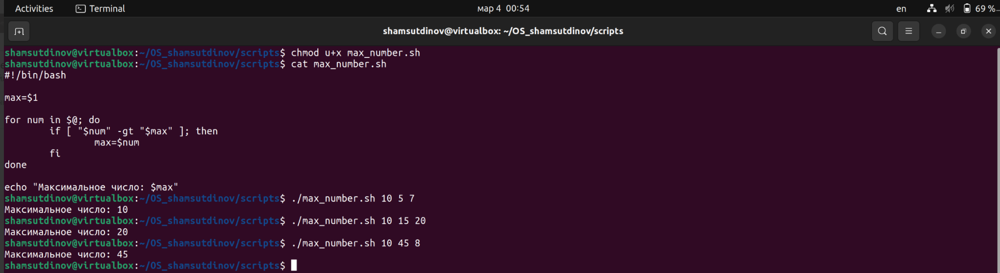 Activities Terminal мар 4 00:54 en 69 %
shamsutdinov@virtualbox: ~/OS_shamsutdinov/scripts
shamsutdinov@virtualbox:~/OS_shamsutdinov/scripts$ chmod u+x max_number.sh
shamsutdinov@virtualbox:~/OS_shamsutdinov/scripts$ cat max_number.sh
#!/bin/bash
max=$1
for num in $@; do
if [ "$num" -gt "$max" ]; then
max=$num
fi
done
echo "Максимальное число: $max"
shamsutdinov@virtualbox:~/OS_shamsutdinov/scripts$ ./max_number.sh 10 5 7
Максимальное число: 10
shamsutdinov@virtualbox:~/OS_shamsutdinov/scripts$ ./max_number.sh 10 15 20
Максимальное число: 20
shamsutdinov@virtualbox:~/OS_shamsutdinov/scripts$ ./max_number.sh 10 45 8
Максимальное число: 45
shamsutdinov@virtualbox:~/OS_shamsutdinov/scripts$